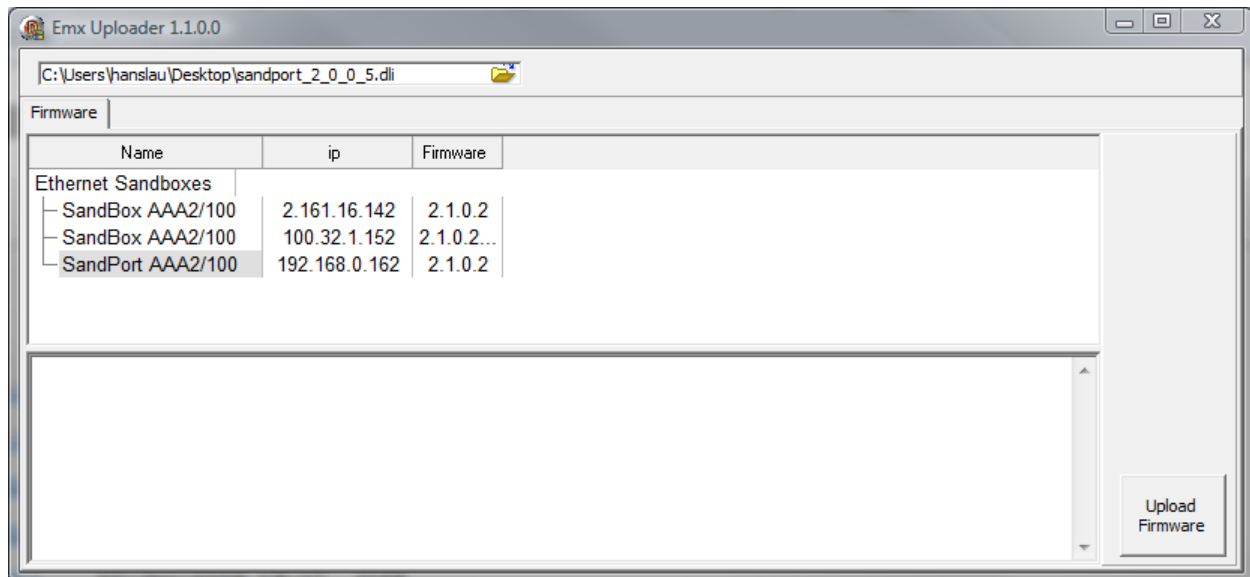 Emx Uploader 1.1.0.0
C:\Users\hanslau\Desktop\sandport_2_0_0_5.dli
Firmware
Name ip Firmware
Ethernet Sandboxes
SandBox AAA2/100 2.161.16.142 2.1.0.2
SandBox AAA2/100 100.32.1.152 2.1.0.2...
SandPort AAA2/100 192.168.0.162 2.1.0.2
Upload
Firmware